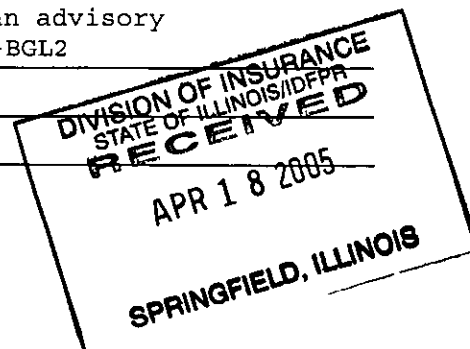 n advisory
-BGL2
DIVISION OF INSURANCE
STATE OF ILLINOIS/IDFPR
RECEIVED
APR 18 2005
SPRINGFIELD, ILLINOIS